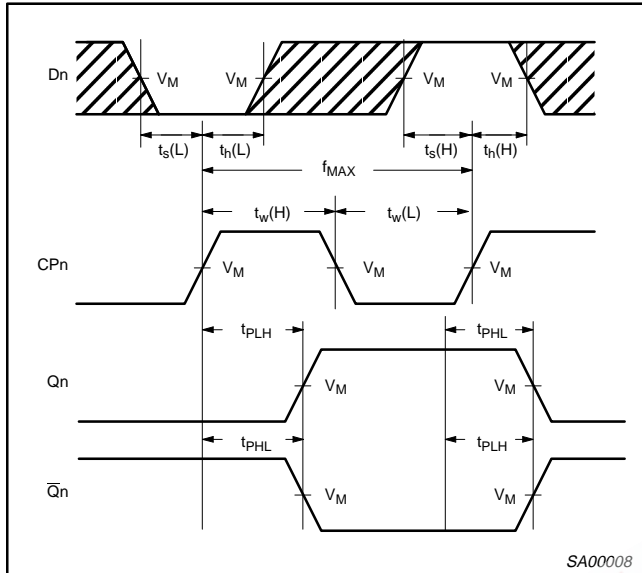 Dn
VM VM VM VM
ts(L) th(L) ts(H) th(H)
fMAX
tw(H) tw(L)
CPn
VM VM VM
tPLH tPHL
Qn
VM VM
tPHL tPLH
Q̅n
VM VM
SA00008